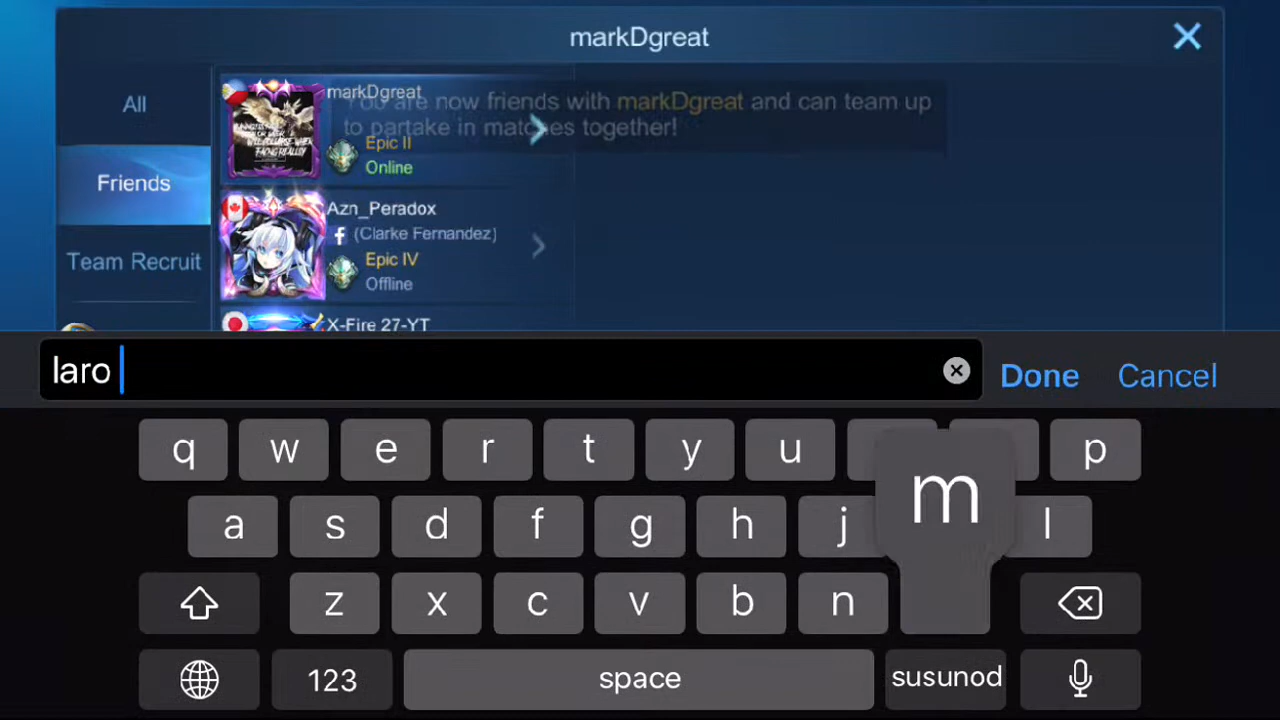 markDgreat
All
Friends
Team Recruit
markDgreat
Epic II
Online
You are now friends with markDgreat and can team up
to partake in matches together!
Azn_Peradox
f (Clarke Fernandez)
Epic IV
Offline
X-Fire 27-YT
laro
Done
Cancel
q w e r t y u p
a s d f g h j l
m
z x c v b n
123
space
susunod